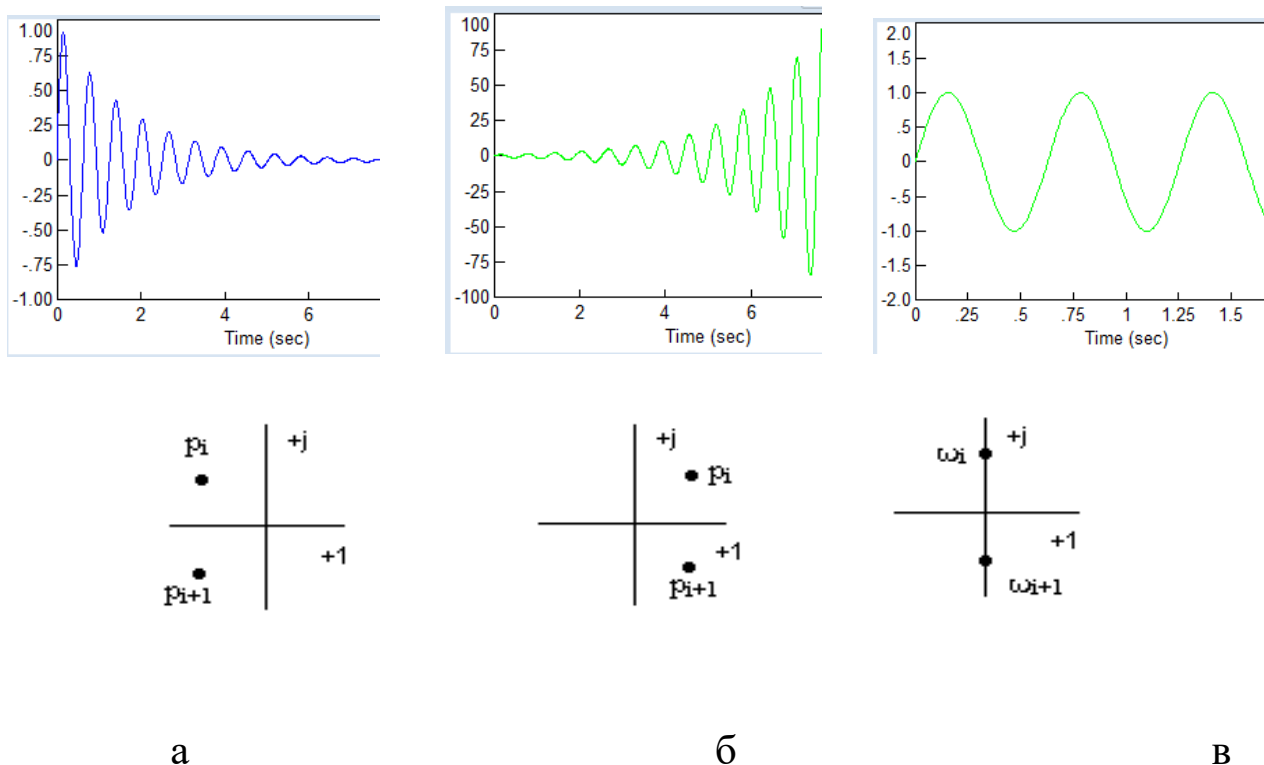 1.00
.75
.50
.25
0
-.25
-.50
-.75
-1.00
0 2 4 6
Time (sec)
100
75
50
25
0
-25
-50
-75
-100
0 2 4 6
Time (sec)
2.0
1.5
1.0
0.5
0
-.5
-1.0
1.5
-2.0
0 .25 .5 .75 1 1.25 1.5
Time (sec)
pi
+j
+1
pi+1
+j
pi
+1
pi+1
ωi
+j
+1
ωi+1
а б в